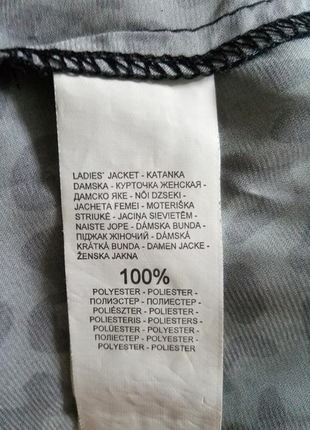 LADIES' JACKET - KATANKA
DAMSKA - КУРТОЧКА ЖЕНСКАЯ -
ДАМСКО ЯКЕ - NŐI DZSEKI -
JACHETA FEMEI - MOTERIŠKA
STRIUKĖ - JACIŅA SIEVIETĒM -
NAISTE JOPE - DÁMSKA BUNDA -
ПІДЖАК ЖІНОЧИЙ - DÁMSKÁ
KRÁTKÁ BUNDA - DAMEN JACKE -
ŽENSKA JAKNA
100%
POLYESTER - POLIESTER -
ПОЛИЭСТЕР - ПОЛИЕСТЕР -
POLIÉSZTER - POLIESTER -
POLIESTERIS - POLIESTERS -
POLÜESTER - POLYESTER -
ПОЛІЕСТЕР - POLYESTER -
POLYESTER - POLIESTER